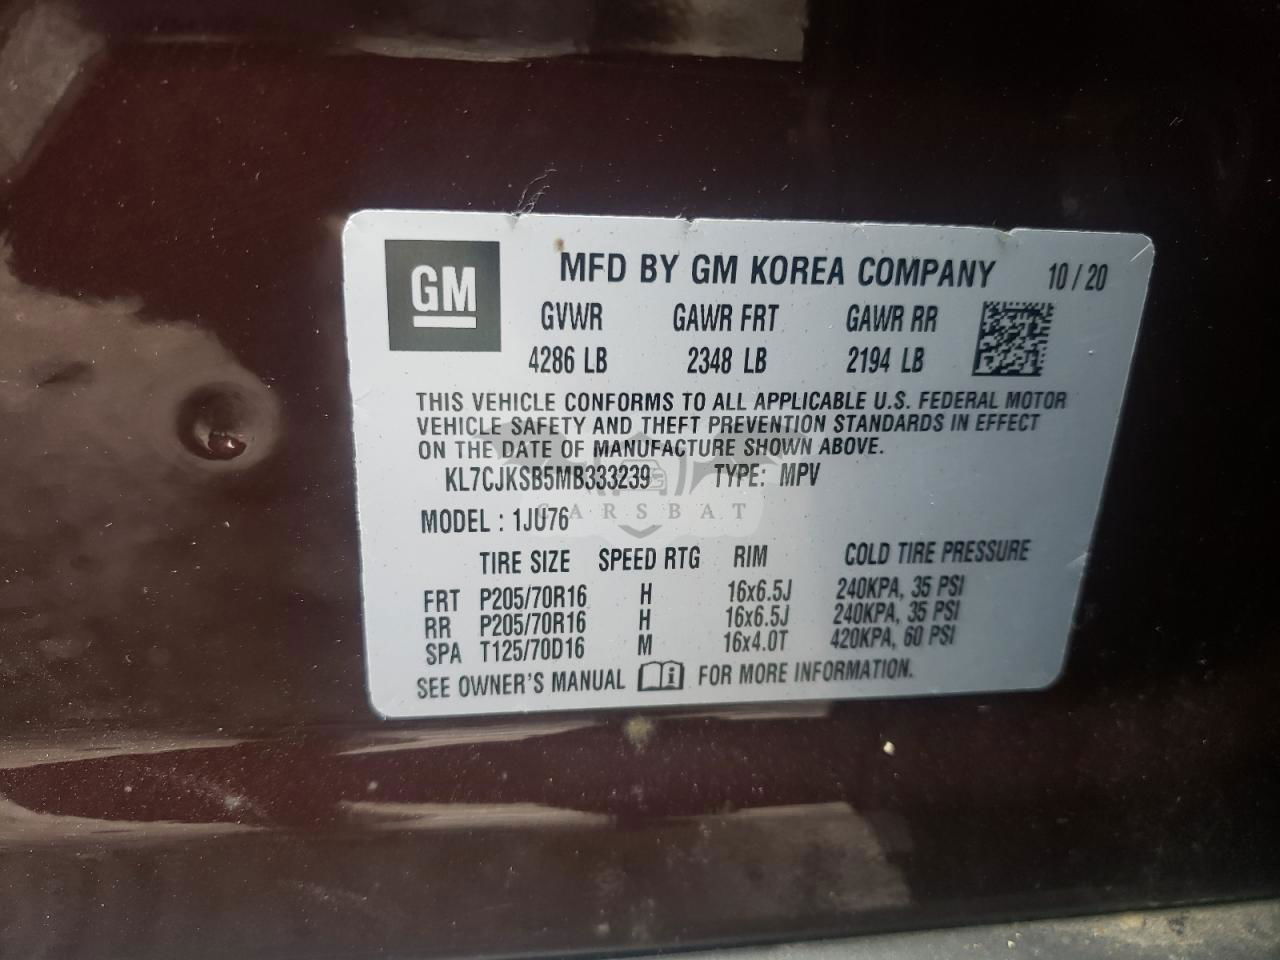 GM
MFD BY GM KOREA COMPANY 10/20
GVWR GAWR FRT GAWR RR
4286 LB 2348 LB 2194 LB
THIS VEHICLE CONFORMS TO ALL APPLICABLE U.S. FEDERAL MOTOR
VEHICLE SAFETY AND THEFT PREVENTION STANDARDS IN EFFECT
ON THE DATE OF MANUFACTURE SHOWN ABOVE.
KL7CJKSB5MB333239 TYPE: MPV
CARSBAT
MODEL : 1JU76
TIRE SIZE SPEED RTG RIM COLD TIRE PRESSURE
FRT P205/70R16 H 16x6.5J 240KPA, 35 PSI
RR P205/70R16 H 16x6.5J 240KPA, 35 PSI
SPA T125/70D16 M 16x4.0T 420KPA, 60 PSI
SEE OWNER'S MANUAL i FOR MORE INFORMATION.